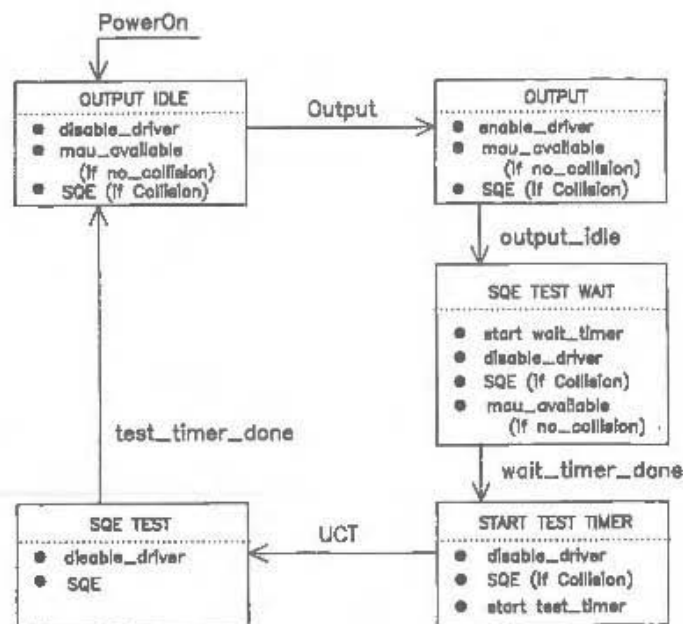 PowerOn
OUTPUT IDLE
● disable_driver
● mau_available
(if no_collision)
● SQE (if Collision)
Output
OUTPUT
● enable_driver
● mau_available
(if no_collision)
● SQE (if Collision)
output_idle
SQE TEST WAIT
● start wait_timer
● disable_driver
● SQE (if Collision)
● mau_available
(if no_collision)
wait_timer_done
START TEST TIMER
● disable_driver
● SQE (if Collision)
● start test_timer
UCT
SQE TEST
● disable_driver
● SQE
test_timer_done